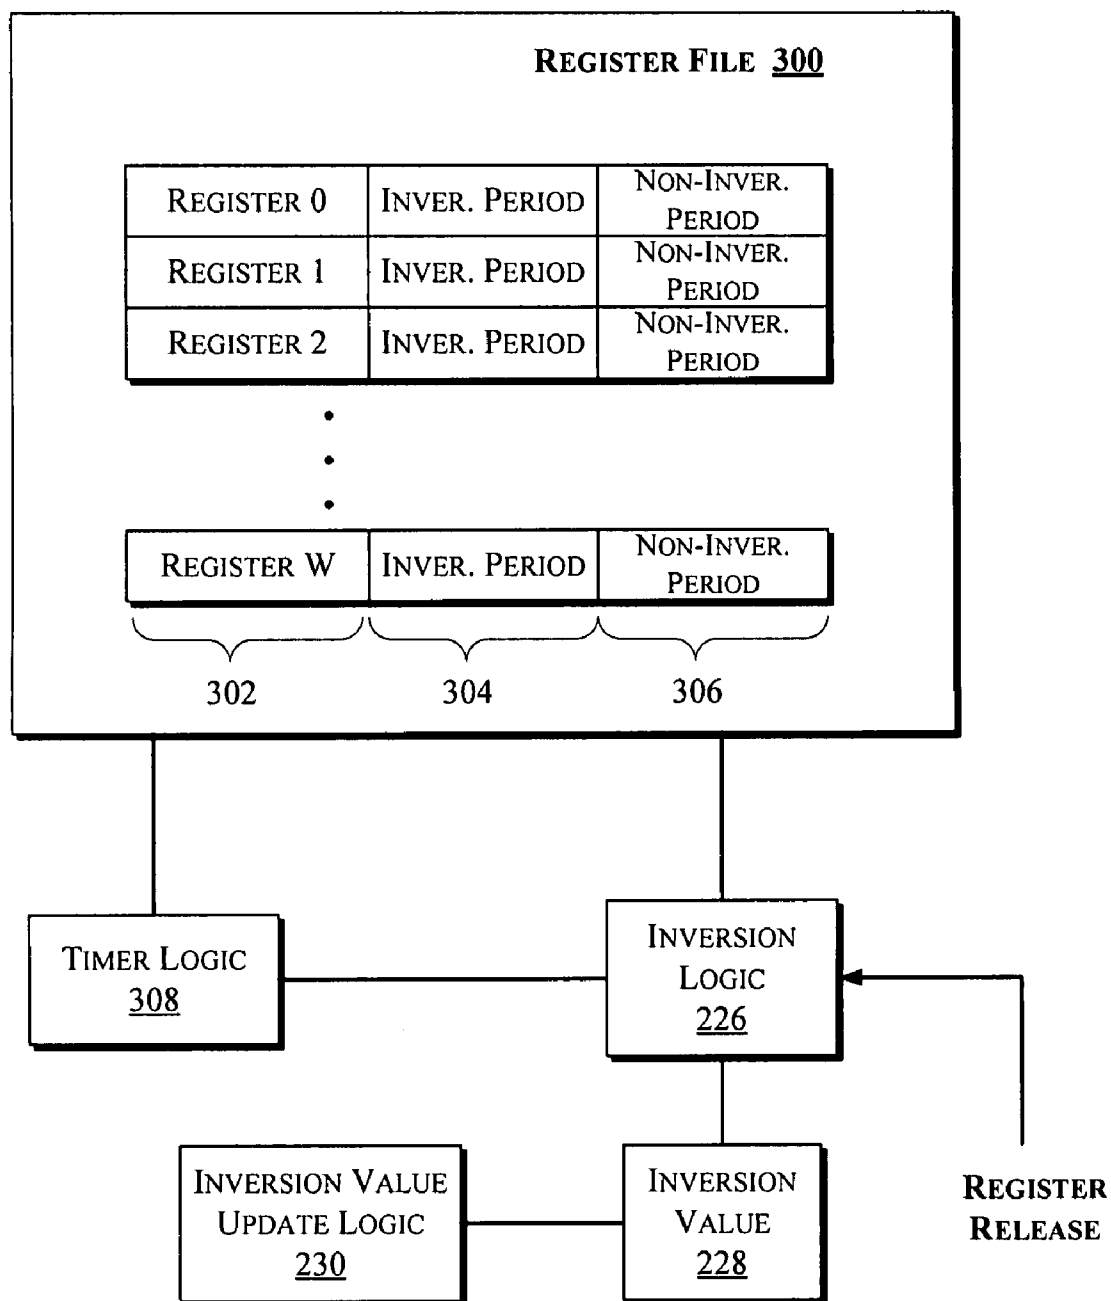 REGISTER FILE 300
REGISTER 0 INVER. PERIOD NON-INVER. PERIOD
REGISTER 1 INVER. PERIOD NON-INVER. PERIOD
REGISTER 2 INVER. PERIOD NON-INVER. PERIOD
REGISTER W INVER. PERIOD NON-INVER. PERIOD
302 304 306
TIMER LOGIC
308
INVERSION
LOGIC
226
INVERSION VALUE
UPDATE LOGIC
230
INVERSION
VALUE
228
REGISTER
RELEASE